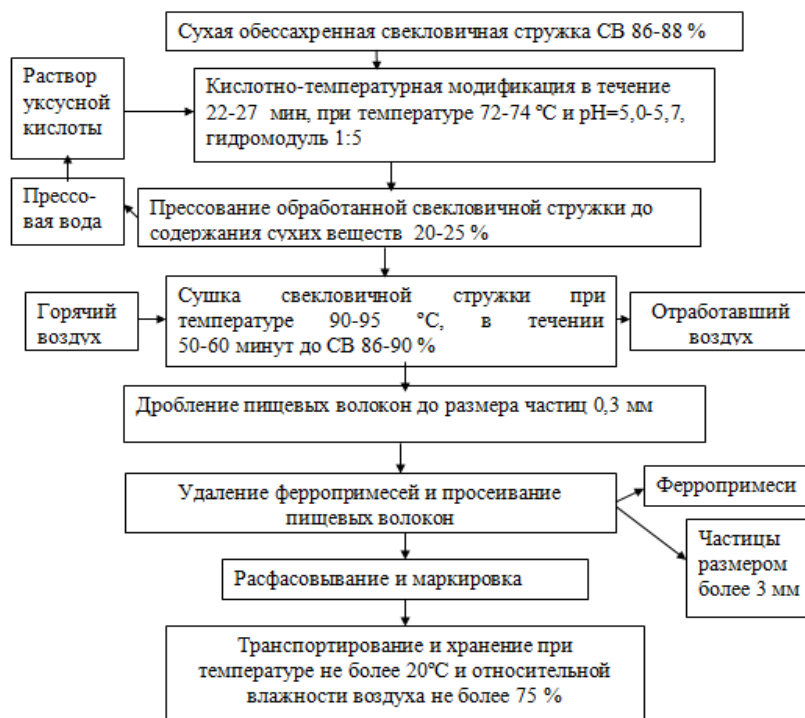 Сухая обессахренная свекловичная стружка СВ 86-88 %
Раствор
уксусной
кислоты
Кислотно-температурная модификация в течение
22-27 мин, при температуре 72-74 ºС и рН=5,0-5,7,
гидромодуль 1:5
Прессо-
вая вода
Прессование обработанной свекловичной стружки до
содержания сухих веществ 20-25 %
Горячий
воздух
Сушка свекловичной стружки при
температуре 90-95 °С, в течении
50-60 минут до СВ 86-90 %
Отработавший
воздух
Дробление пищевых волокон до размера частиц 0,3 мм
Удаление ферропримесей и просеивание
пищевых волокон
Ферропримеси
Частицы
размером
более 3 мм
Расфасовывание и маркировка
Транспортирование и хранение при
температуре не более 20ºС и относительной
влажности воздуха не более 75 %